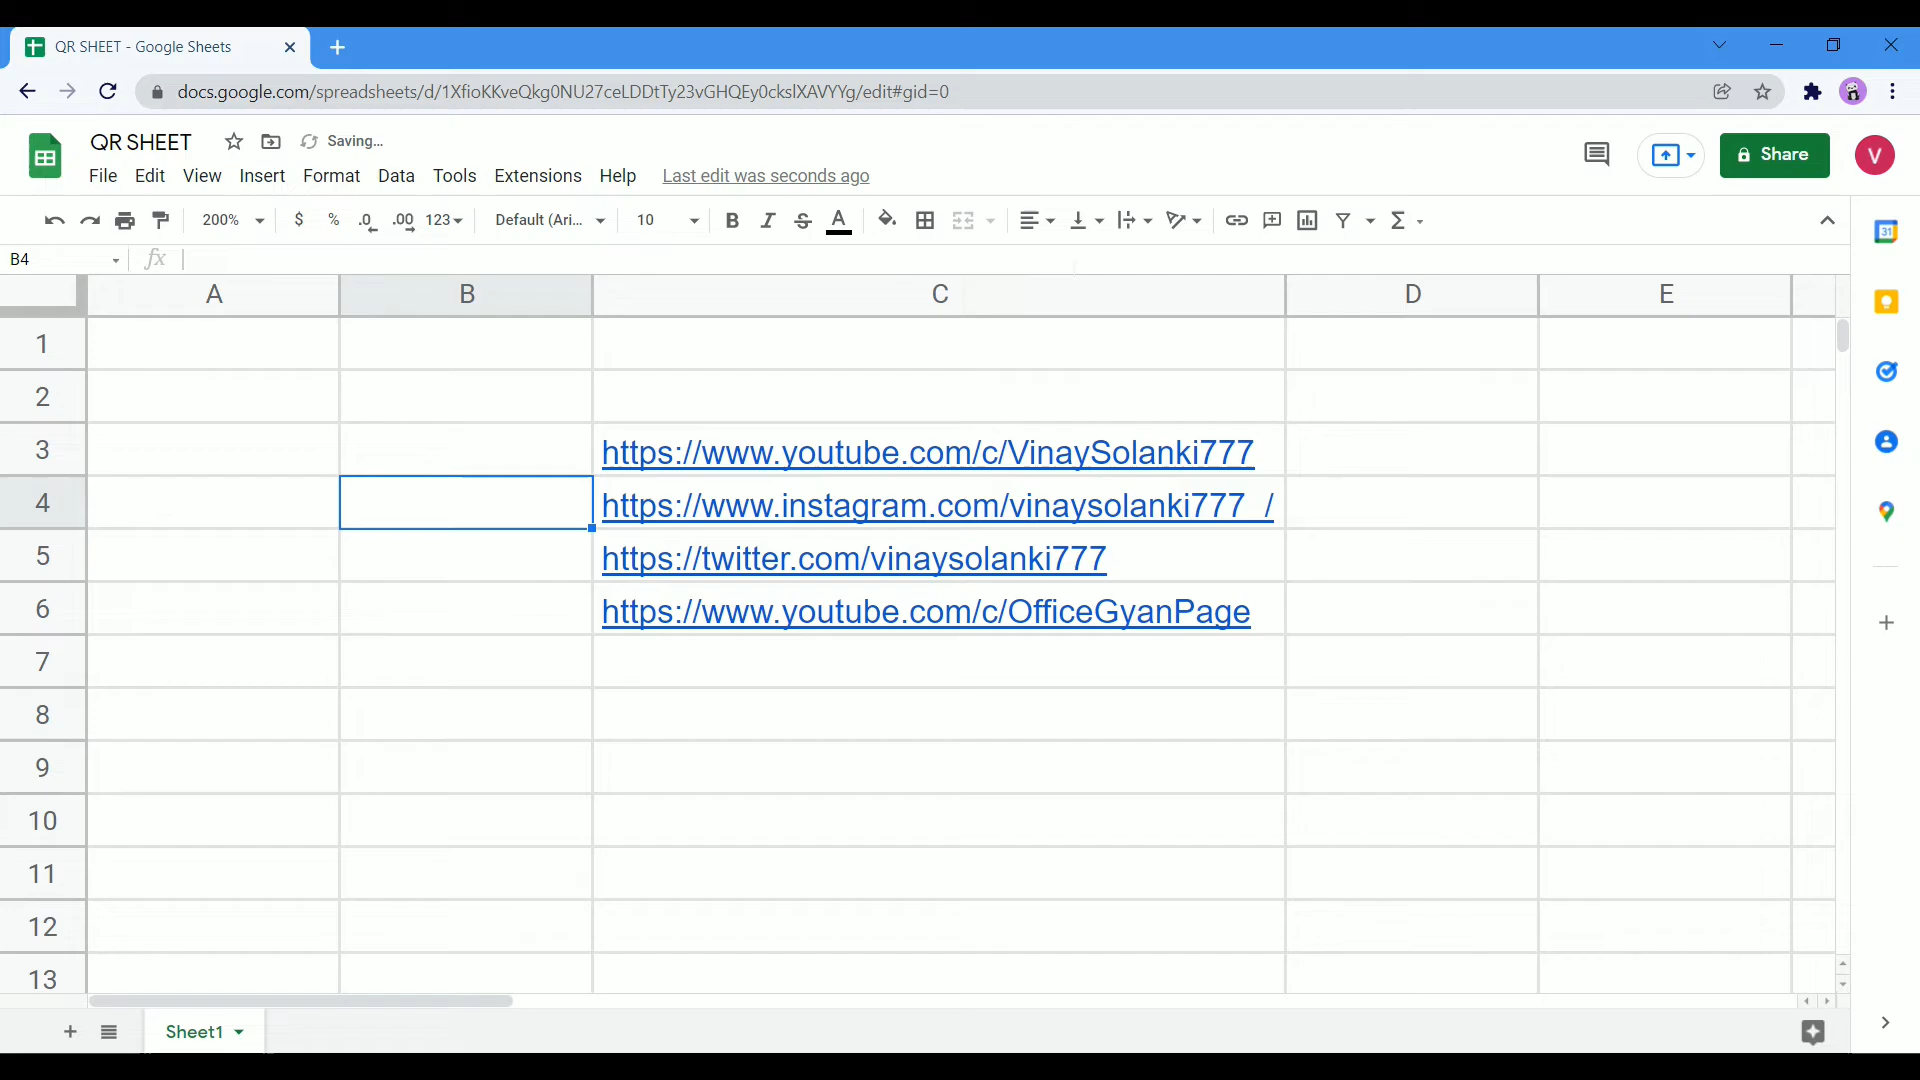 QR SHEET - Google Sheets
docs.google.com/spreadsheets/d/1XfioKKveQkg0NU27ceLDDtTy23vGHQEy0ckslXAVYYg/edit#gid=0
QR SHEET Saving...
File Edit View Insert Format Data Tools Extensions Help Last edit was seconds ago
Share
V
200% $ % .0 .00 123 Default (Ari... 10 B I S A Σ
31
B4 fx
A B C D E
1
2
3 https://www.youtube.com/c/VinaySolanki777
4 https://www.instagram.com/vinaysolanki777_/
5 https://twitter.com/vinaysolanki777
6 https://www.youtube.com/c/OfficeGyanPage
7
8
9
10
11
12
13
Sheet1